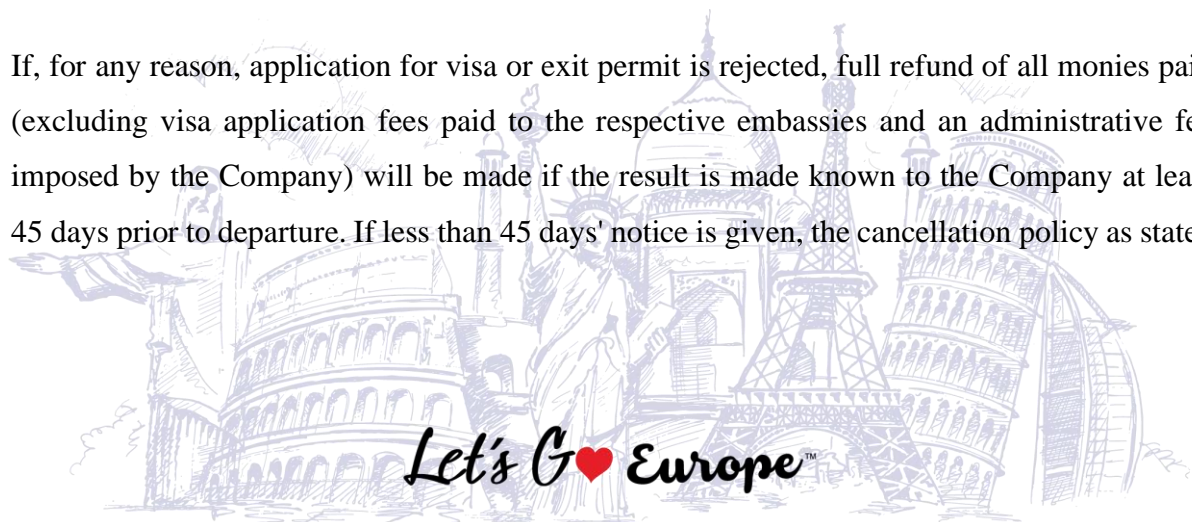 If, for any reason, application for visa or exit permit is rejected, full refund of all monies pai
(excluding visa application fees paid to the respective embassies and an administrative fe
imposed by the Company) will be made if the result is made known to the Company at lea
45 days prior to departure. If less than 45 days' notice is given, the cancellation policy as state
Let's G❤ Europe™